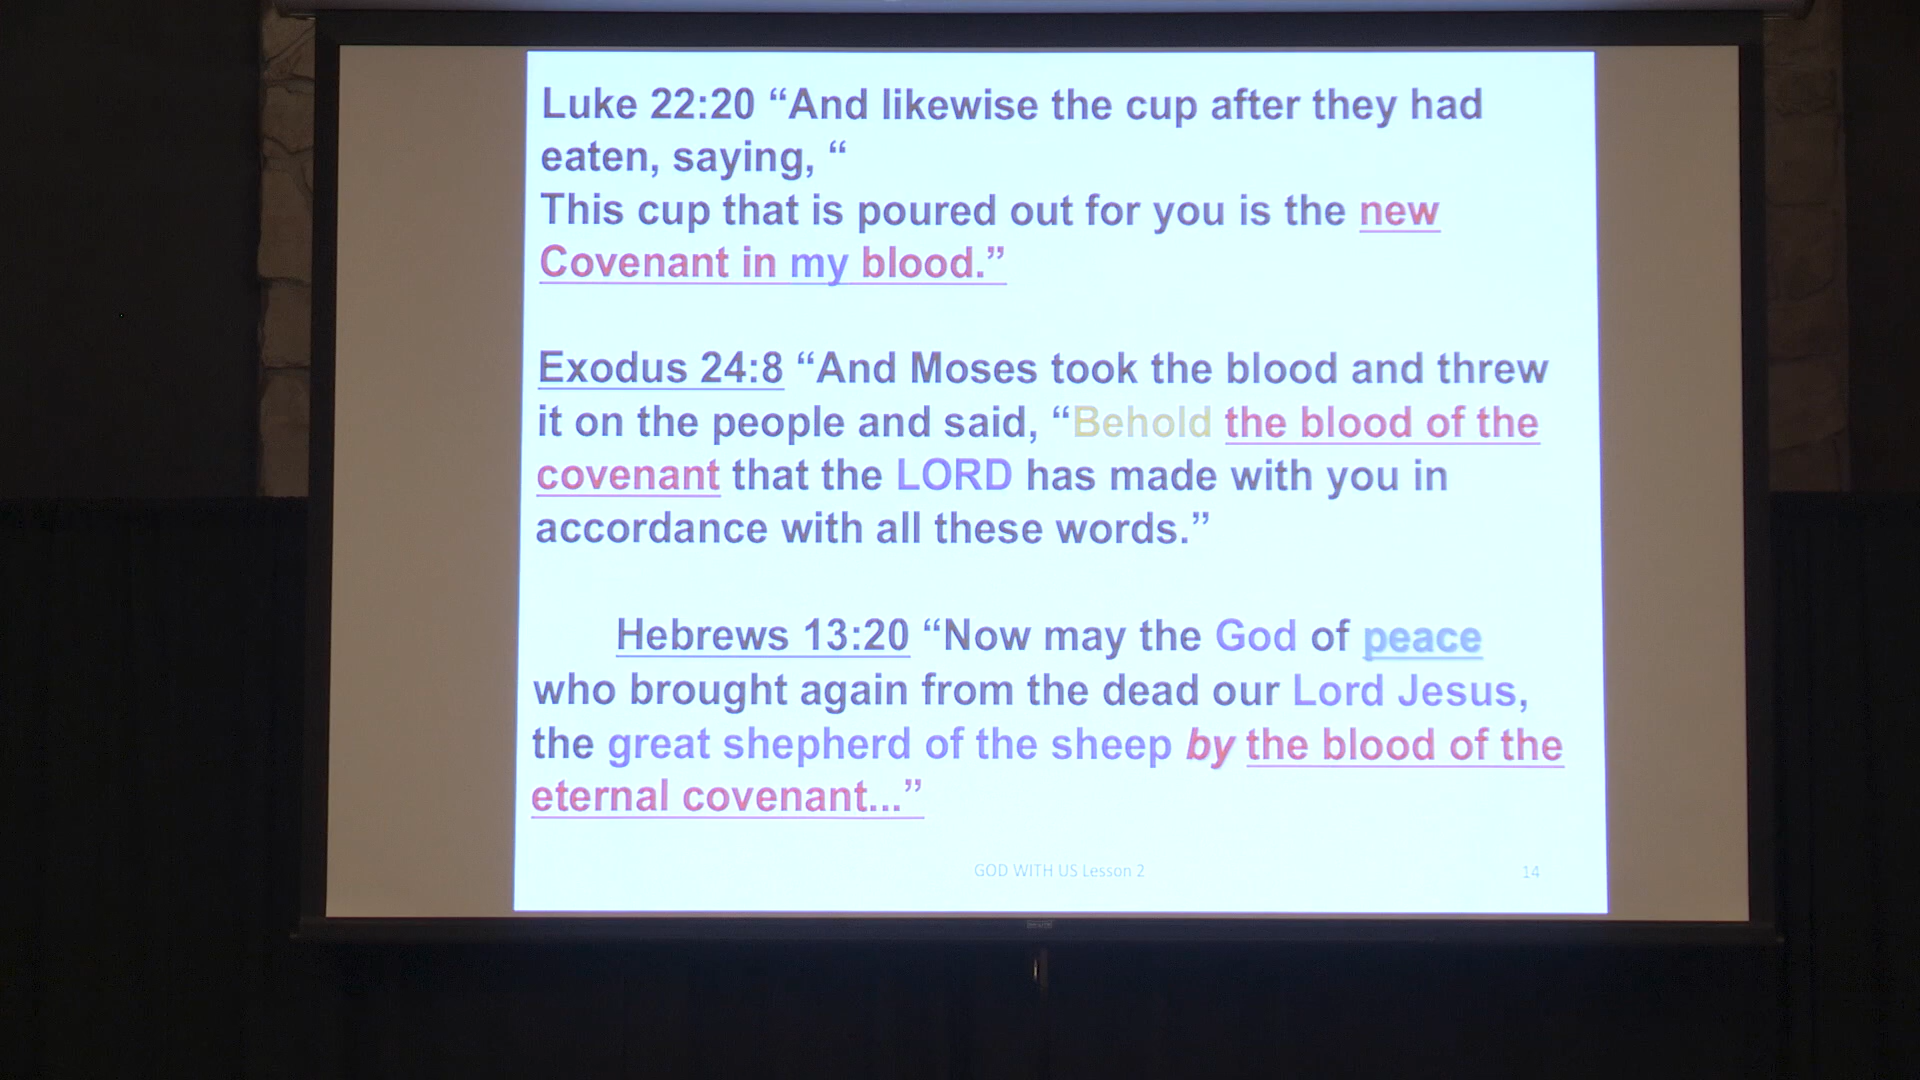 Luke 22:20 “And likewise the cup after they had
eaten, saying, “
This cup that is poured out for you is the new
Covenant in my blood.”
Exodus 24:8 “And Moses took the blood and threw
it on the people and said, “Behold the blood of the
covenant that the LORD has made with you in
accordance with all these words.”
Hebrews 13:20 “Now may the God of peace
who brought again from the dead our Lord Jesus,
the great shepherd of the sheep by the blood of the
eternal covenant...”
GOD WITH US Lesson 2
14